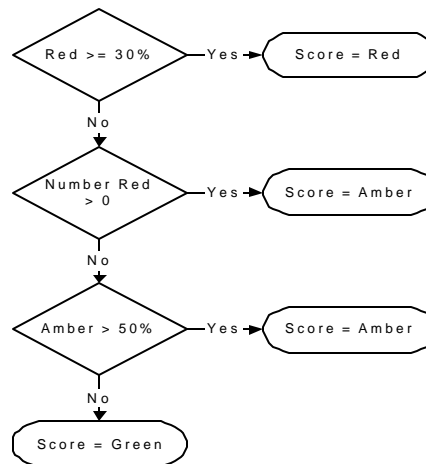 Red >= 30%
Yes
Score = Red
No
Number Red
> 0
Yes
Score = Amber
No
Amber > 50%
Yes
Score = Amber
No
Score = Green